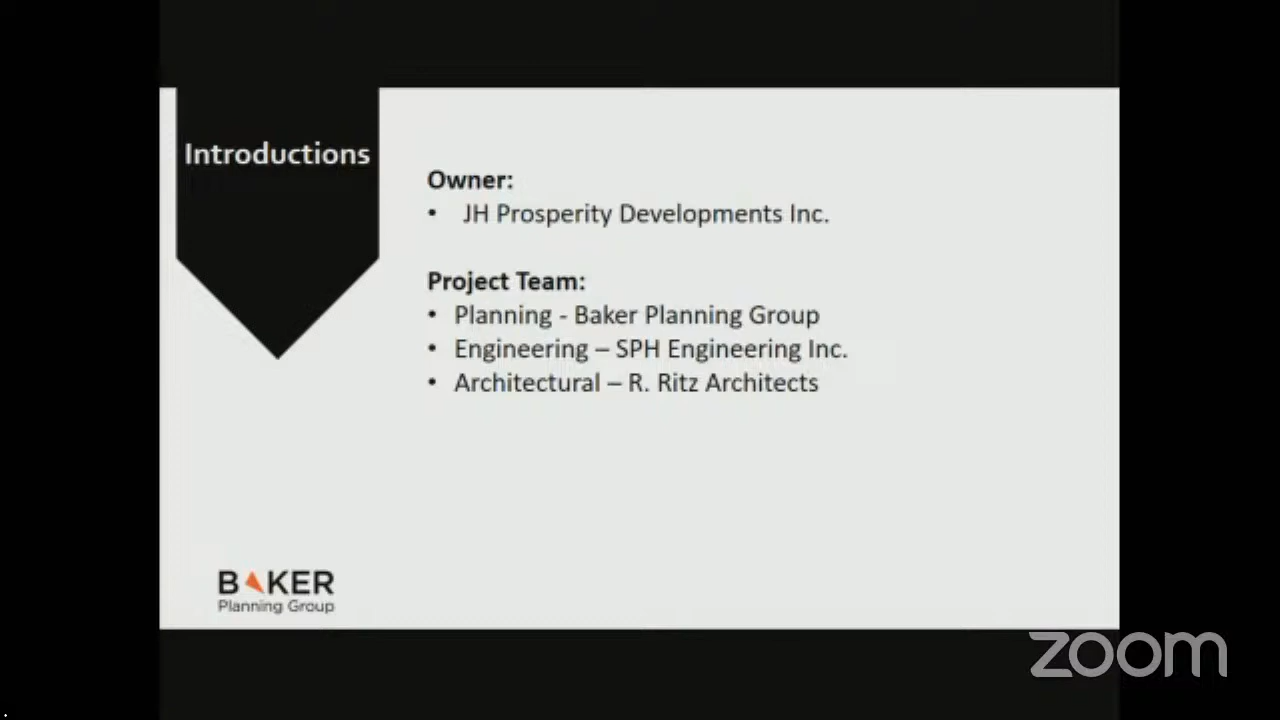 Introductions
Owner:
• JH Prosperity Developments Inc.
Project Team:
• Planning - Baker Planning Group
• Engineering – SPH Engineering Inc.
• Architectural – R. Ritz Architects
BAKER
Planning Group
zoom